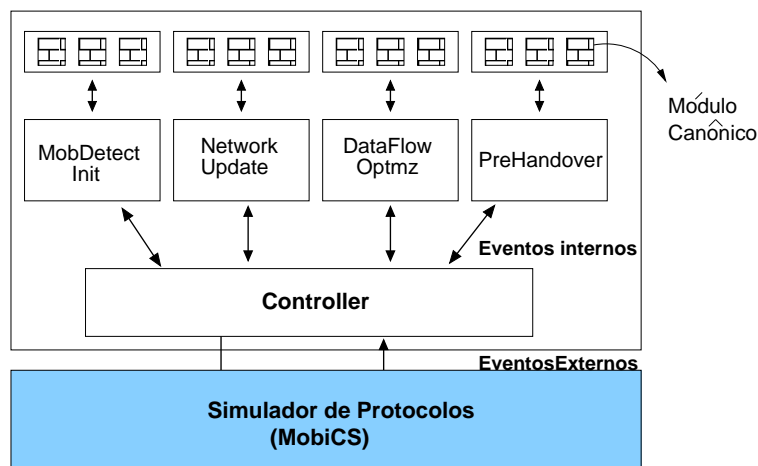 Módulo
Canônico
MobDetect
Init
Network
Update
DataFlow
Optmz
PreHandover
Eventos internos
Controller
EventosExternos
Simulador de Protocolos
(MobiCS)